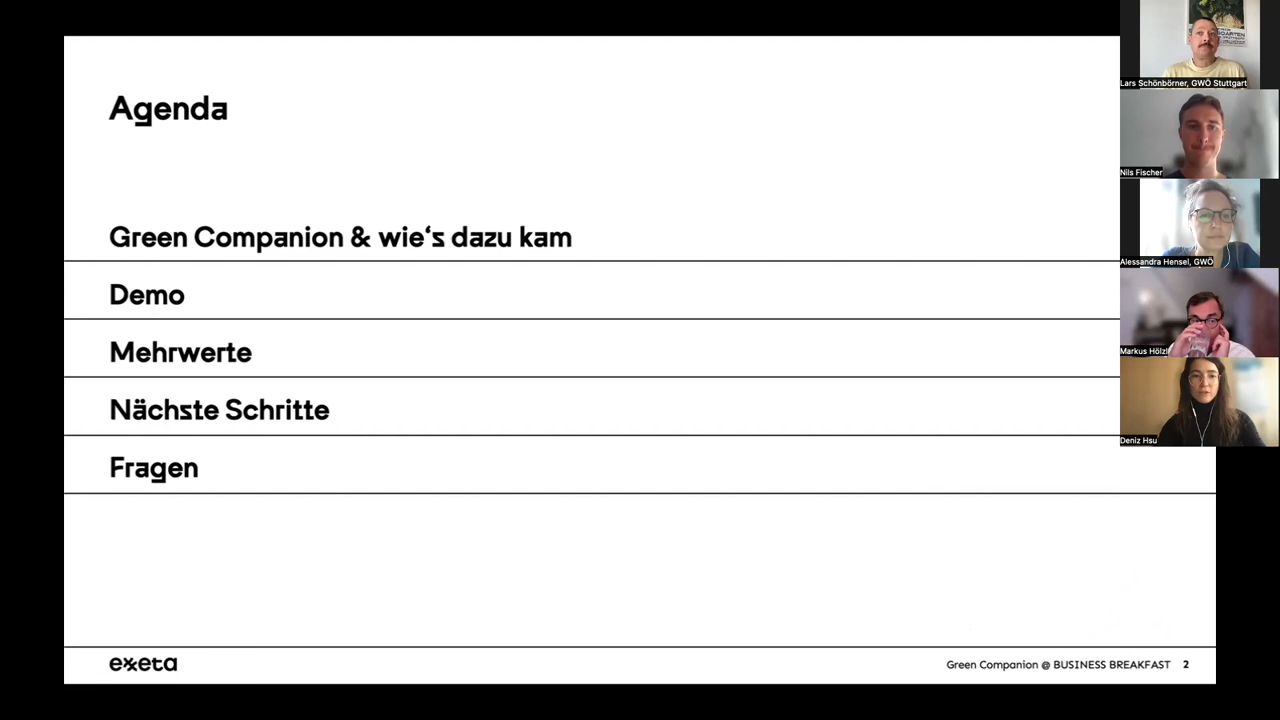 Agenda
Green Companion & wie‘s dazu kam
Demo
Mehrwerte
Nächste Schritte
Fragen
exxeta
Green Companion @ BUSINESS BREAKFAST 2
Lars Schönbörner, GWÖ Stuttgart
Nils Fischer
Alessandra Hensel, GWÖ
Markus Hölzl
Deniz Hsu